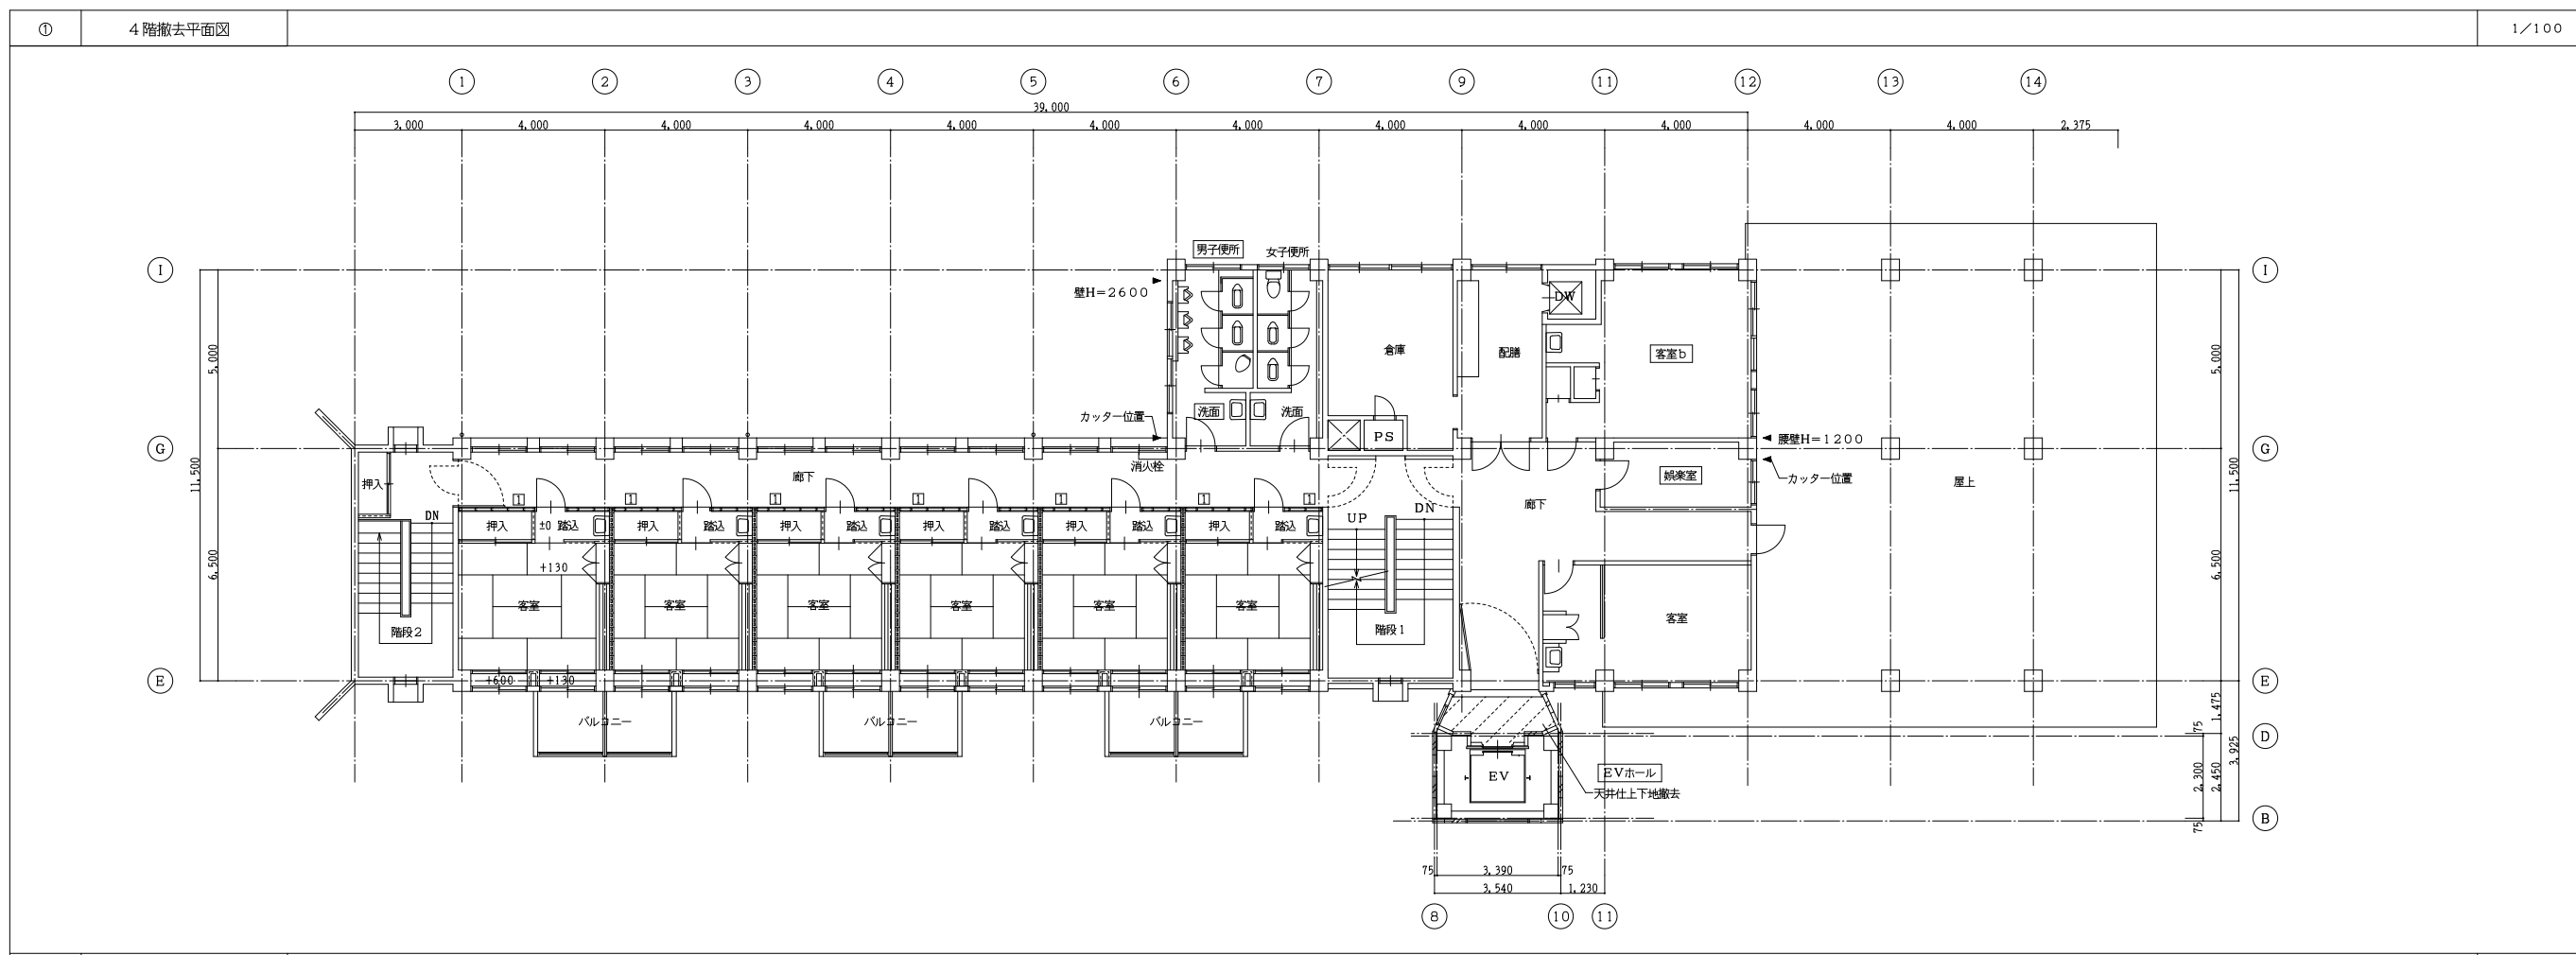 ① ４階撤去平面図 1／100
1 2 3 4 5 6 7 9 11 12 13 14
39,000
3,000 4,000 4,000 4,000 4,000 4,000 4,000 4,000 4,000 4,000 4,000 4,000 2,375
男子便所 女子便所
I I
壁H＝2600 DW
5,000 倉庫 配膳 客室b 5,000
カッター位置 洗面 洗面
PS 腰壁H＝1200
G G
11,500 消火栓 11,500
押入 廊下 娯楽室 カッター位置 屋上
1 1 1 1 1 1 1
廊下
DN UP DN
押入 ±0 踏込 押入 踏込 押入 踏込 押入 踏込 押入 踏込 押入 踏込
6,500 +130 6,500
客室 客室 客室 客室 客室 客室 客室
階段2 階段1
E +600 +130 E
バルコニー バルコニー バルコニー
1,475
75
D
3,925
EV EVホール 2,300 2,450
天井仕上下地撤去
B
75
75 3,390 75
3,540 1,230
8 10 11